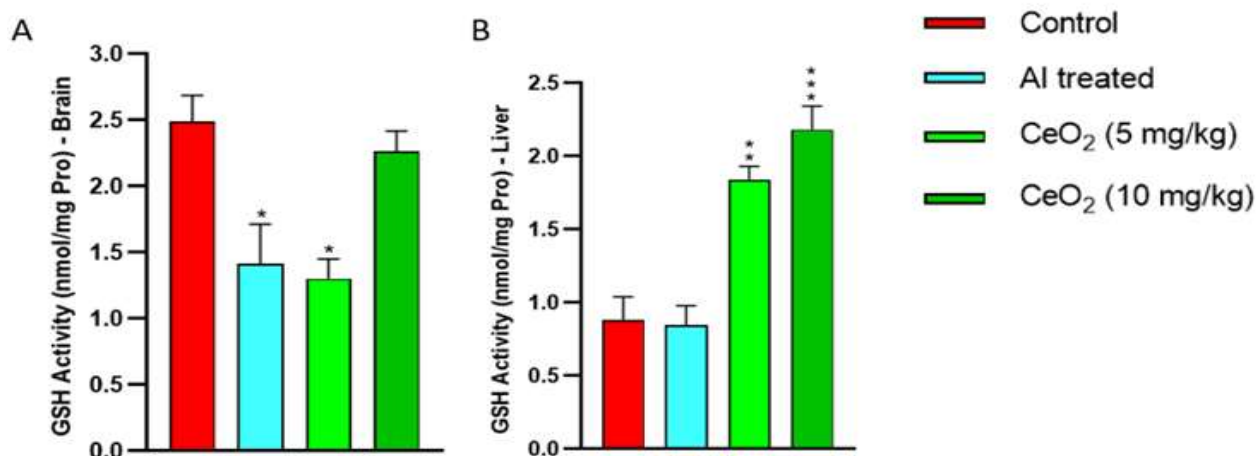 A
GSH Activity (nmol/mg Pro) - Brain
3.0
2.5
2.0
1.5
1.0
0.5
0.0
*
*
B
GSH Activity (nmol/mg Pro) - Liver
2.5
2.0
1.5
1.0
0.5
0.0
**
***
Control
Al treated
CeO₂ (5 mg/kg)
CeO₂ (10 mg/kg)